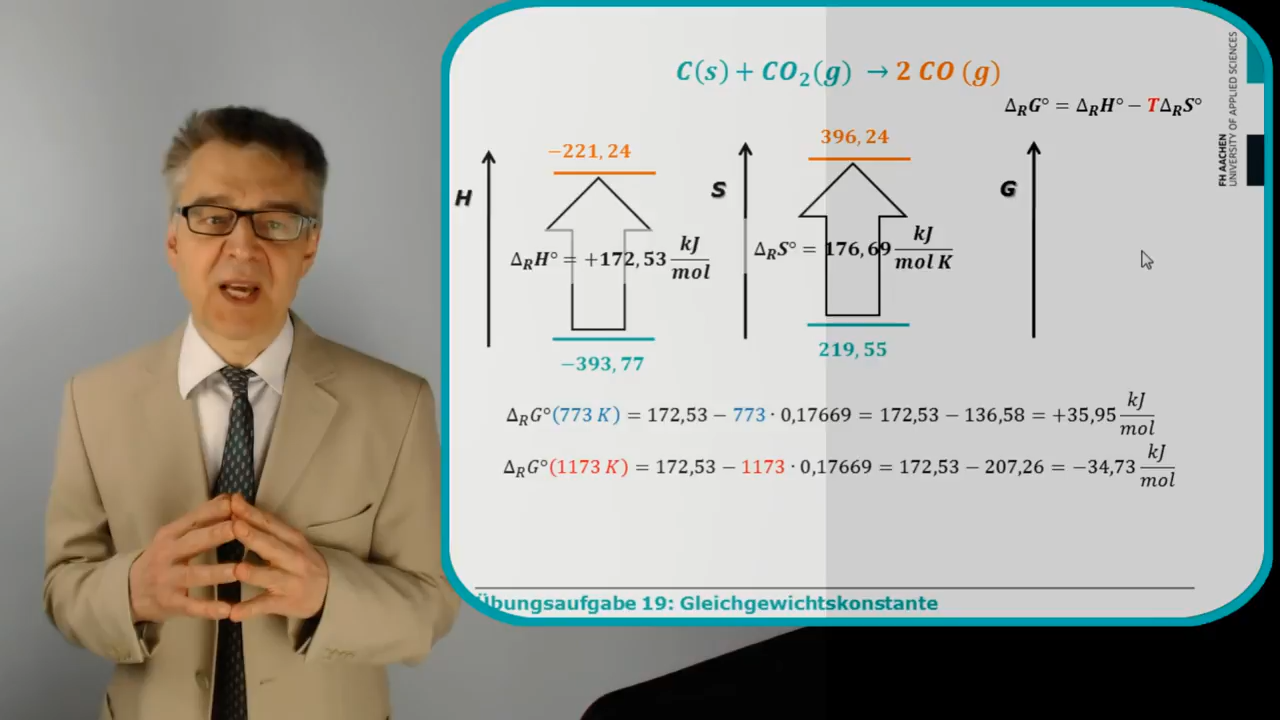 C(s) + CO₂(g) → 2 CO (g)
Δ_RG° = Δ_RH° − TΔ_RS°
FH AACHEN
UNIVERSITY OF APPLIED SCIENCES
−221,24
396,24
H
S
G
Δ_RH° = +172,53 kJ/mol
Δ_RS° = 176,69 kJ/mol K
−393,77
219,55
Δ_RG°(773 K) = 172,53 − 773 · 0,17669 = 172,53 − 136,58 = +35,95 kJ/mol
Δ_RG°(1173 K) = 172,53 − 1173 · 0,17669 = 172,53 − 207,26 = −34,73 kJ/mol
Übungsaufgabe 19: Gleichgewichtskonstante